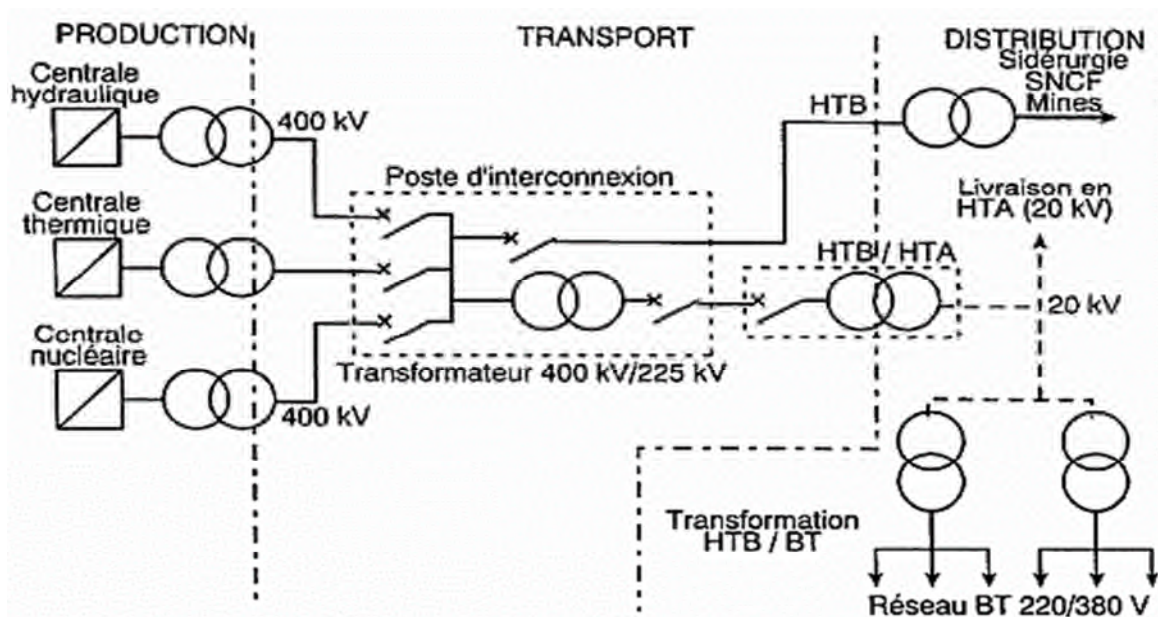 PRODUCTION
TRANSPORT
DISTRIBUTION
Centrale
hydraulique
400 kV
HTB
Sidérurgie
SNCF
Mines
Poste d'interconnexion
Livraison en
HTA (20 kV)
Centrale
thermique
HTB / HTA
20 kV
Centrale
nucléaire
Transformateur 400 kV/225 kV
400 kV
Transformation
HTB / BT
Réseau BT 220/380 V